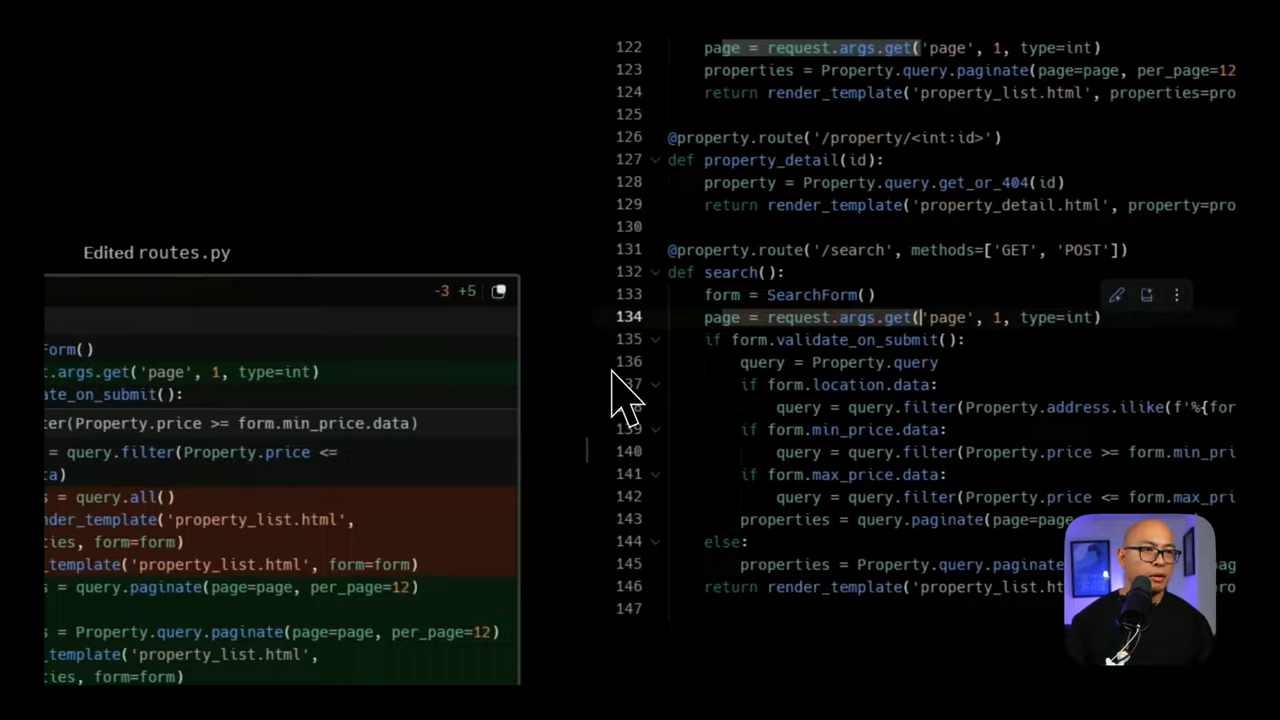 Edited routes.py
-3 +5
Form()
t.args.get('page', 1, type=int)
ate_on_submit():
ter(Property.price >= form.min_price.data)
= query.filter(Property.price <=
ta)
s = query.all()
nder_template('property_list.html',
ties, form=form)
_template('property_list.html', form=form)
s = query.paginate(page=page, per_page=12)
s = Property.query.paginate(page=page, per_page=12)
_template('property_list.html',
ties, form=form)
122 page = request.args.get('page', 1, type=int)
123 properties = Property.query.paginate(page=page, per_page=12
124 return render_template('property_list.html', properties=pro
125
126 @property.route('/property/<int:id>')
127 def property_detail(id):
128 property = Property.query.get_or_404(id)
129 return render_template('property_detail.html', property=pro
130
131 @property.route('/search', methods=['GET', 'POST'])
132 def search():
133 form = SearchForm()
134 page = request.args.get('page', 1, type=int)
135 if form.validate_on_submit():
136 query = Property.query
37 if form.location.data:
8 query = query.filter(Property.address.ilike(f'%{for
139 if form.min_price.data:
140 query = query.filter(Property.price >= form.min_pri
141 if form.max_price.data:
142 query = query.filter(Property.price <= form.max_pri
143 properties = query.paginate(page=page
144 else:
145 properties = Property.query.paginate pag
146 return render_template('property_list.ht pro
147